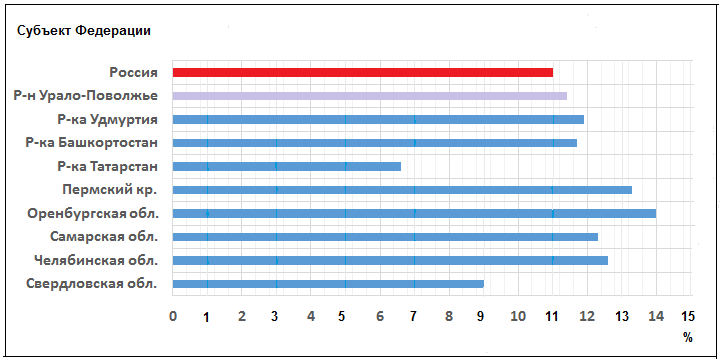 Субъект Федерации
Россия
Р-н Урало-Поволжье
Р-ка Удмуртия
Р-ка Башкортостан
Р-ка Татарстан
Пермский кр.
Оренбургская обл.
Самарская обл.
Челябинская обл.
Свердловская обл.
0 1 2 3 4 5 6 7 8 9 10 11 12 13 14 15
%